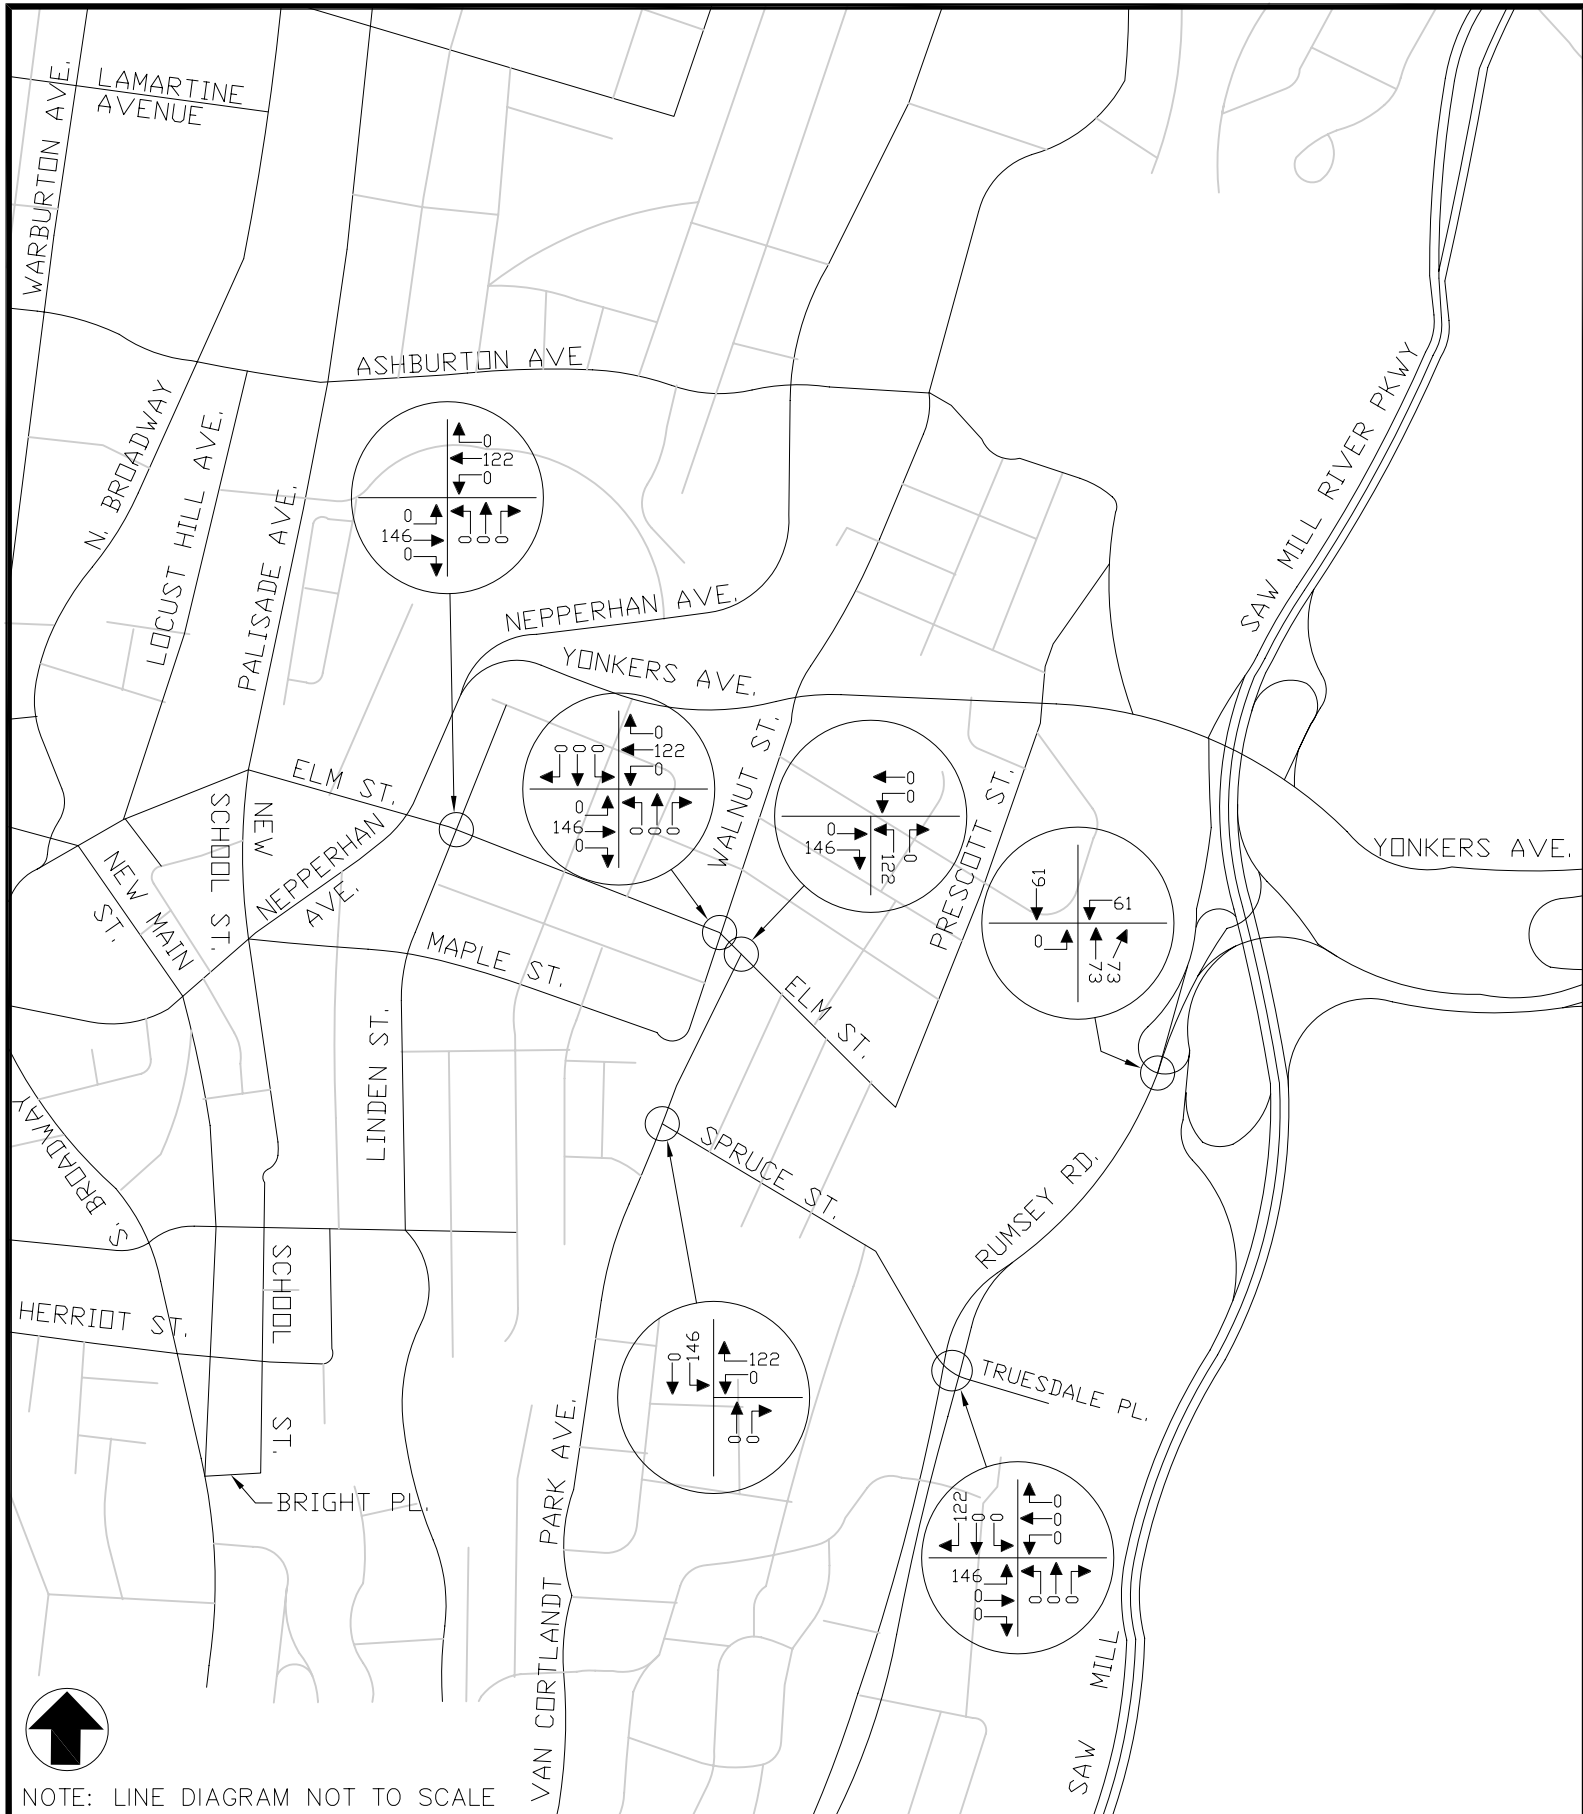 WARBURTON AVE.
LAMARTINE
AVENUE
ASHBURTON AVE
N. BROADWAY
LOCUST HILL AVE.
PALISADE AVE.
SAW MILL RIVER PKWY
0
122
0
0
146
0
0 0 0
NEPPERHAN AVE.
YONKERS AVE.
ELM ST.
0 0 0
0
122
0
0
146
0
0 0 0
WALNUT ST.
0
0
0
146
122
0
PRESCOTT ST.
YONKERS AVE.
NEW
SCHOOL ST.
NEPPERHAN
AVE.
NEW MAIN
ST.
MAPLE ST.
ELM ST.
61
61
0
73
73
LINDEN ST.
S. BROADWAY
SPRUCE ST.
RUMSEY RD.
HERRIOT ST.
SCHOOL
ST.
0
146
122
0
0 0
TRUESDALE PL.
BRIGHT PL.
VAN CORTLANDT PARK AVE.
122
0 0
0
0
0
146
0
0
0 0 0
SAW MILL
NOTE: LINE DIAGRAM NOT TO SCALE